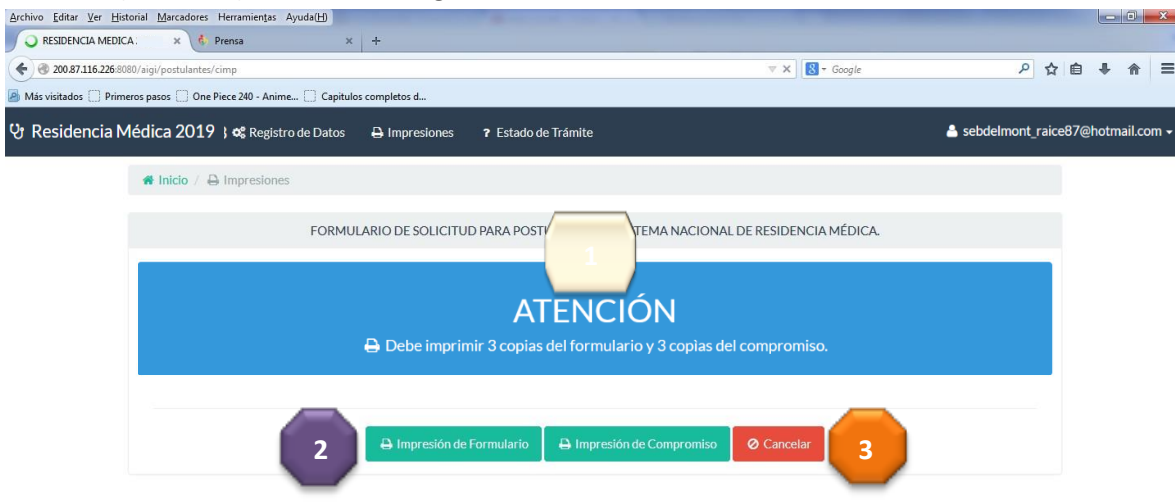 Archivo Editar Ver Historial Marcadores Herramientas Ayuda(H)
RESIDENCIA MEDICA : × Prensa × +
200.87.116.226:8080/aigi/postulantes/cimp 8 Google
Más visitados Primeros pasos One Piece 240 - Anime... Capitulos completos d...
Residencia Médica 2019 } Registro de Datos Impresiones ? Estado de Trámite sebdelmont_raice87@hotmail.com
Inicio / Impresiones
FORMULARIO DE SOLICITUD PARA POST TEMA NACIONAL DE RESIDENCIA MÉDICA.
1
ATENCIÓN
Debe imprimir 3 copias del formulario y 3 copias del compromiso.
2 Impresión de Formulario Impresión de Compromiso Cancelar 3